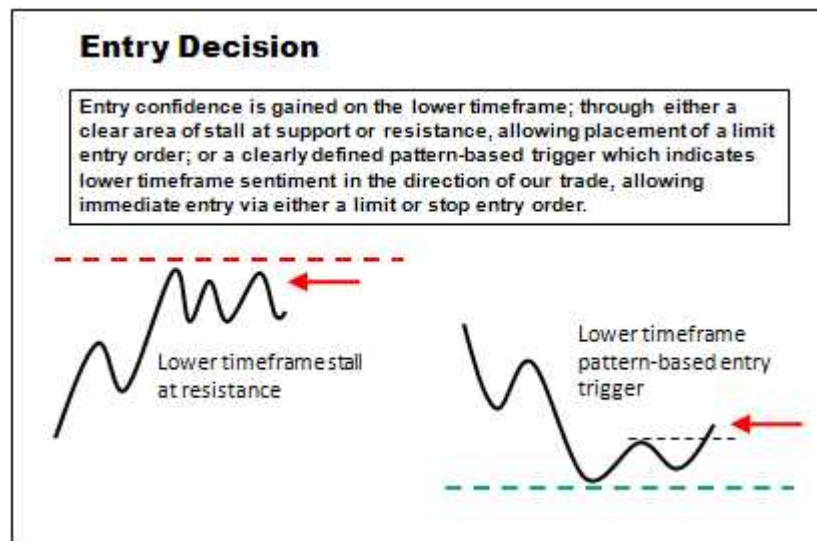 Entry Decision
Entry confidence is gained on the lower timeframe; through either a
clear area of stall at support or resistance, allowing placement of a limit
entry order; or a clearly defined pattern-based trigger which indicates
lower timeframe sentiment in the direction of our trade, allowing
immediate entry via either a limit or stop entry order.
Lower timeframe stall
at resistance
Lower timeframe
pattern-based entry
trigger